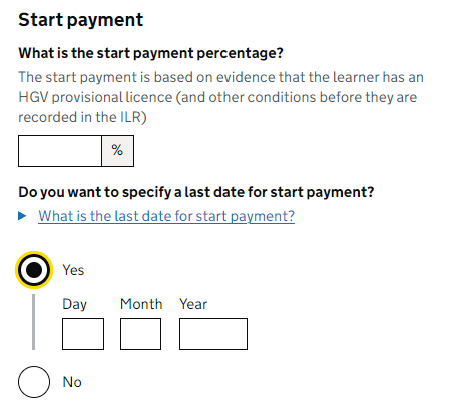 Start payment
What is the start payment percentage?
The start payment is based on evidence that the learner has an
HGV provisional licence (and other conditions before they are
recorded in the ILR)
%
Do you want to specify a last date for start payment?
What is the last date for start payment?
Yes
Day Month Year
No